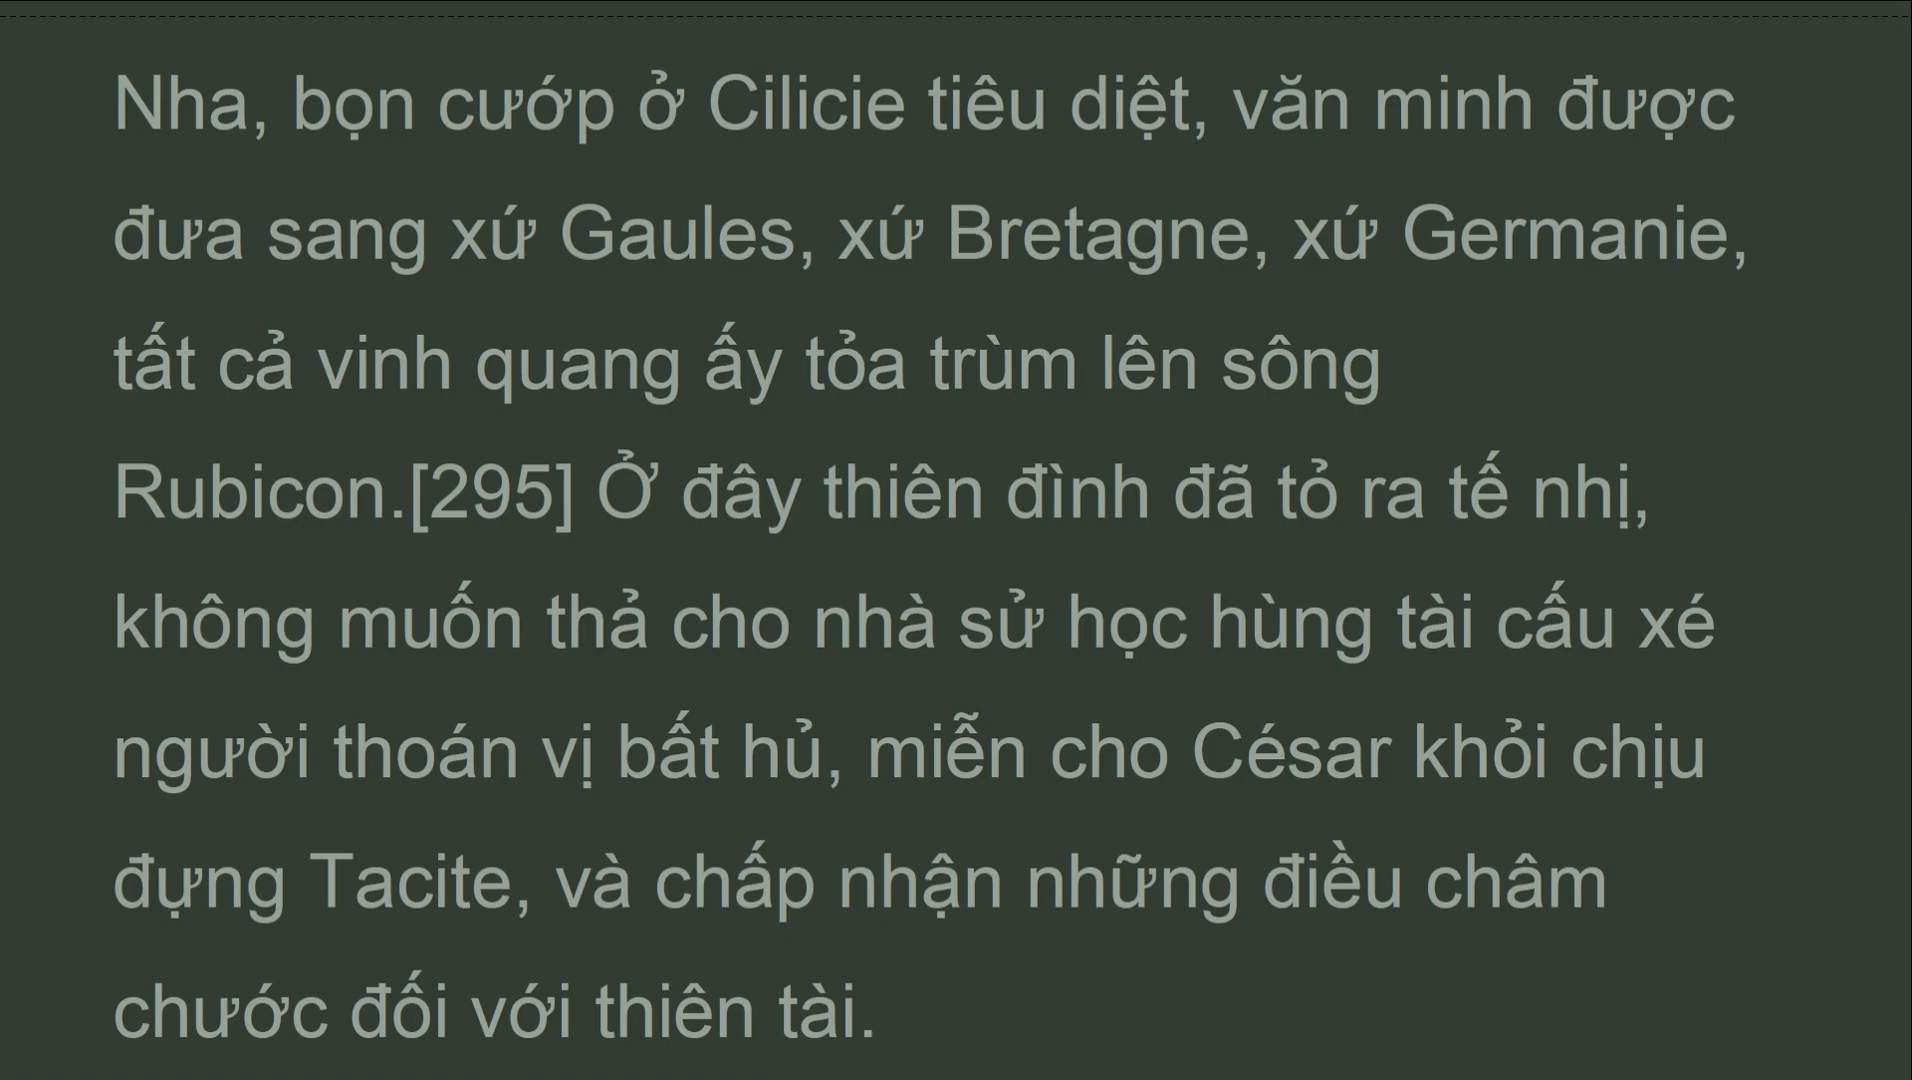 Nha, bọn cướp ở Cilicie tiêu diệt, văn minh được
đưa sang xứ Gaules, xứ Bretagne, xứ Germanie,
tất cả vinh quang ấy tỏa trùm lên sông
Rubicon.[295] Ở đây thiên đình đã tỏ ra tế nhị,
không muốn thả cho nhà sử học hùng tài cấu xé
người thoán vị bất hủ, miễn cho César khỏi chịu
đựng Tacite, và chấp nhận những điều châm
chước đối với thiên tài.